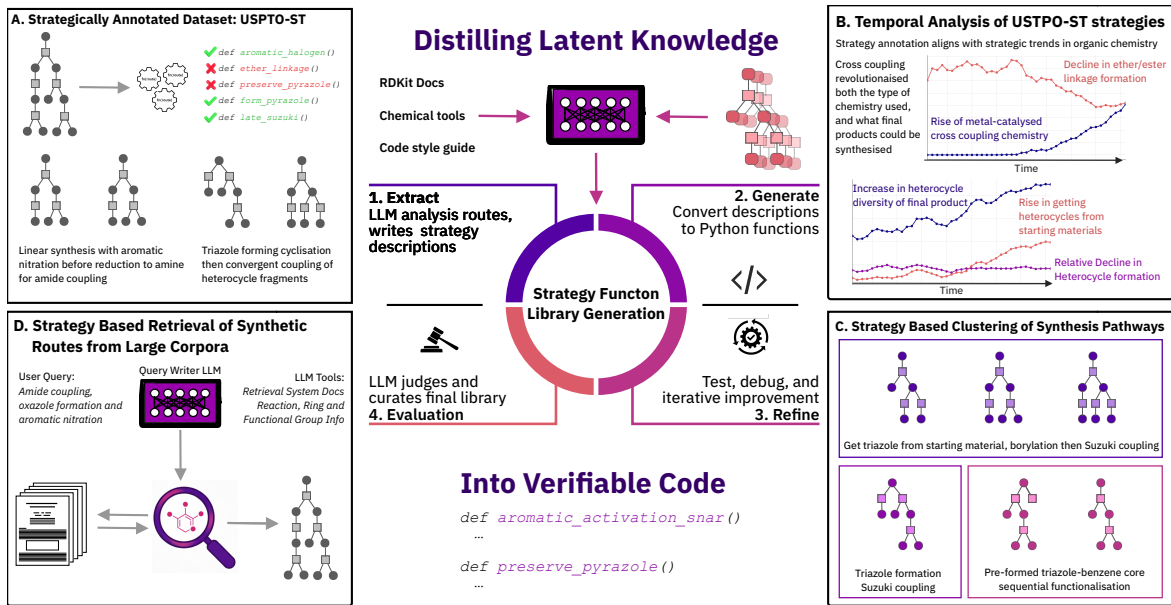 A. Strategically Annotated Dataset: USPTO-ST
def aromatic_halogen()
def ether_linkage()
def preserve_pyrazole()
def form_pyrazole()
def late_suzuki()
Linear synthesis with aromatic
nitration before reduction to amine
for amide coupling
Triazole forming cyclisation
then convergent coupling of
heterocycle fragments
Distilling Latent Knowledge
RDKit Docs
Chemical tools
Code style guide
1. Extract
LLM analysis routes,
writes strategy
descriptions
2. Generate
Convert descriptions
to Python functions
Strategy Functon
Library Generation
</>
LLM judges and
curates final library
4. Evaluation
Test, debug, and
iterative improvement
3. Refine
Into Verifiable Code
def aromatic_activation_snar()
…
def preserve_pyrazole()
…
B. Temporal Analysis of USTPO-ST strategies
Strategy annotation aligns with strategic trends in organic chemistry
Cross coupling
revolutionised
both the type of
chemistry used,
and what final
products could be
synthesised
Decline in ether/ester
linkage formation
Rise of metal-catalysed
cross coupling chemistry
Time
Increase in heterocycle
diversity of final product
Rise in getting
heterocycles from
starting materials
Relative Decline in
Heterocycle formation
Time
C. Strategy Based Clustering of Synthesis Pathways
Get triazole from starting material, borylation then Suzuki coupling
Triazole formation
Suzuki coupling
Pre-formed triazole-benzene core
sequential functionalisation
D. Strategy Based Retrieval of Synthetic
Routes from Large Corpora
User Query:
Amide coupling,
oxazole formation and
aromatic nitration
Query Writer LLM
LLM Tools:
Retrieval System Docs
Reaction, Ring and
Functional Group Info